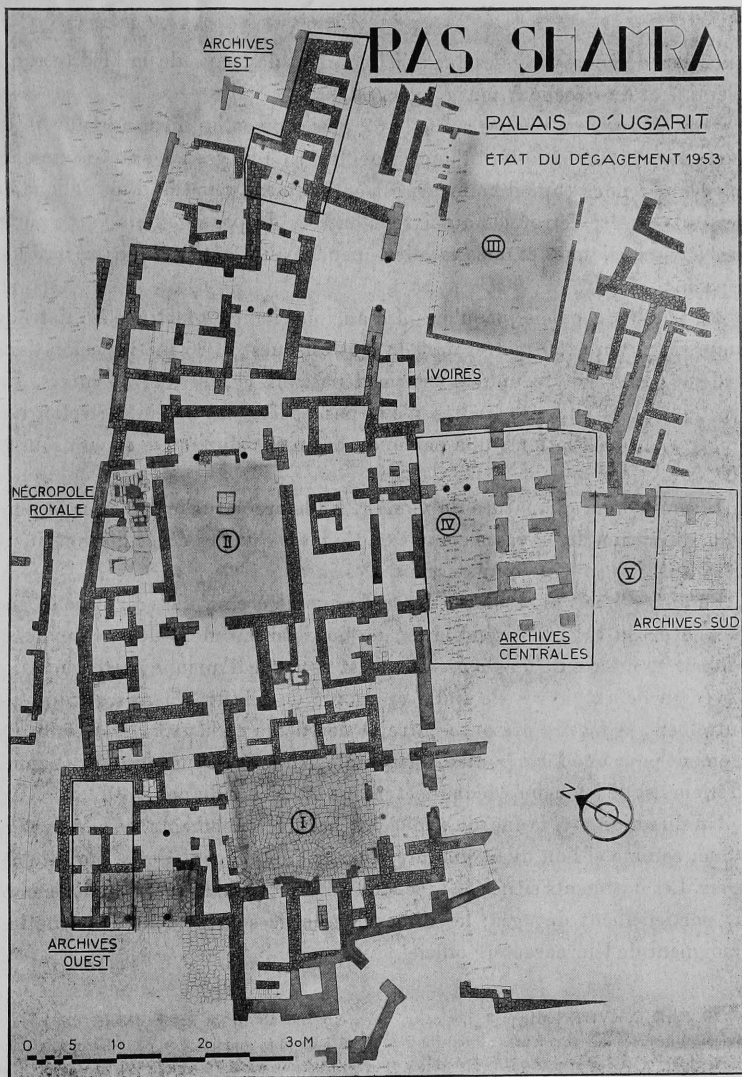 RAS SHAMRA
PALAIS D'UGARIT
ÉTAT DU DÉGAGEMENT 1953
ARCHIVES
EST
III
IVOIRES
NÉCROPOLE
ROYALE
II
IV
V
ARCHIVES SUD
ARCHIVES
CENTRALES
I
N
ARCHIVES
OUEST
0 5 10 20 30M